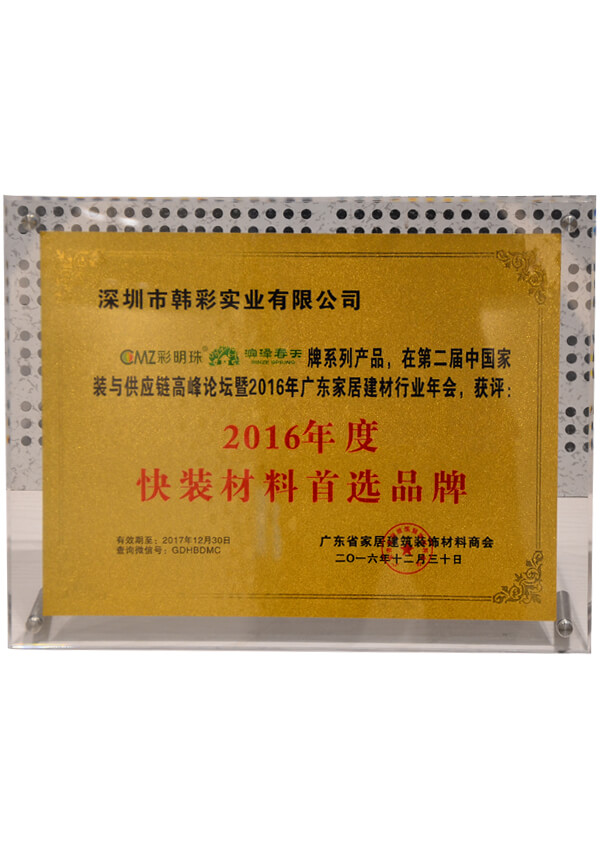 深圳市韩彩实业有限公司
CMZ彩明珠 润泽春天 牌系列产品，在第二届中国家
装与供应链高峰论坛暨2016年广东家居建材行业年会，获评：
2016年度
快装材料首选品牌
有效期至：2017年12月30日
查询微信号：GDHBDMC
广东省家居建筑装饰材料商会
二〇一六年十二月三十日